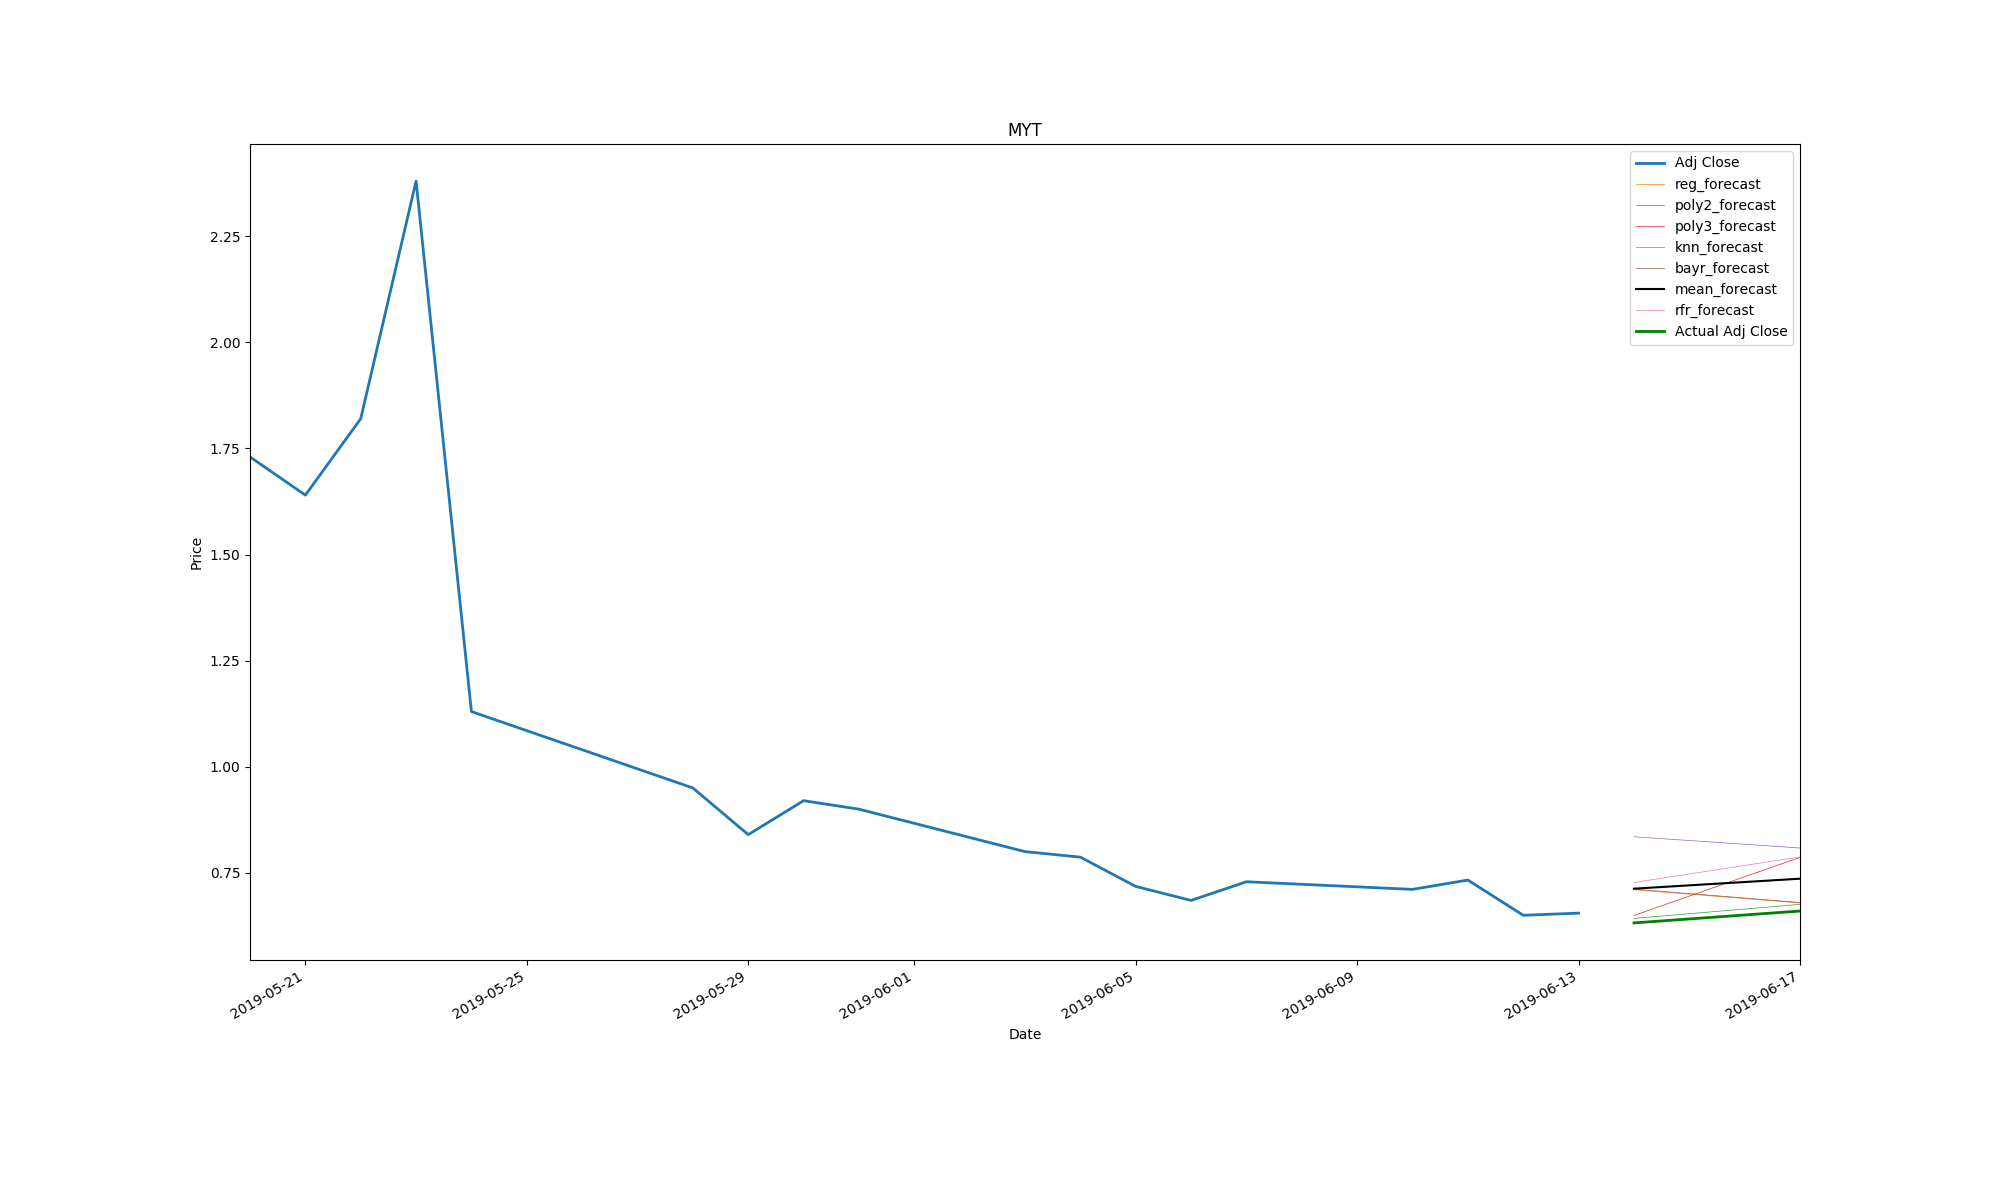 MYT
Adj Close
reg_forecast
poly2_forecast
poly3_forecast
knn_forecast
bayr_forecast
mean_forecast
rfr_forecast
Actual Adj Close
Price
2.25
2.00
1.75
1.50
1.25
1.00
0.75
2019-05-21
2019-05-25
2019-05-29
2019-06-01
2019-06-05
2019-06-09
2019-06-13
2019-06-17
Date